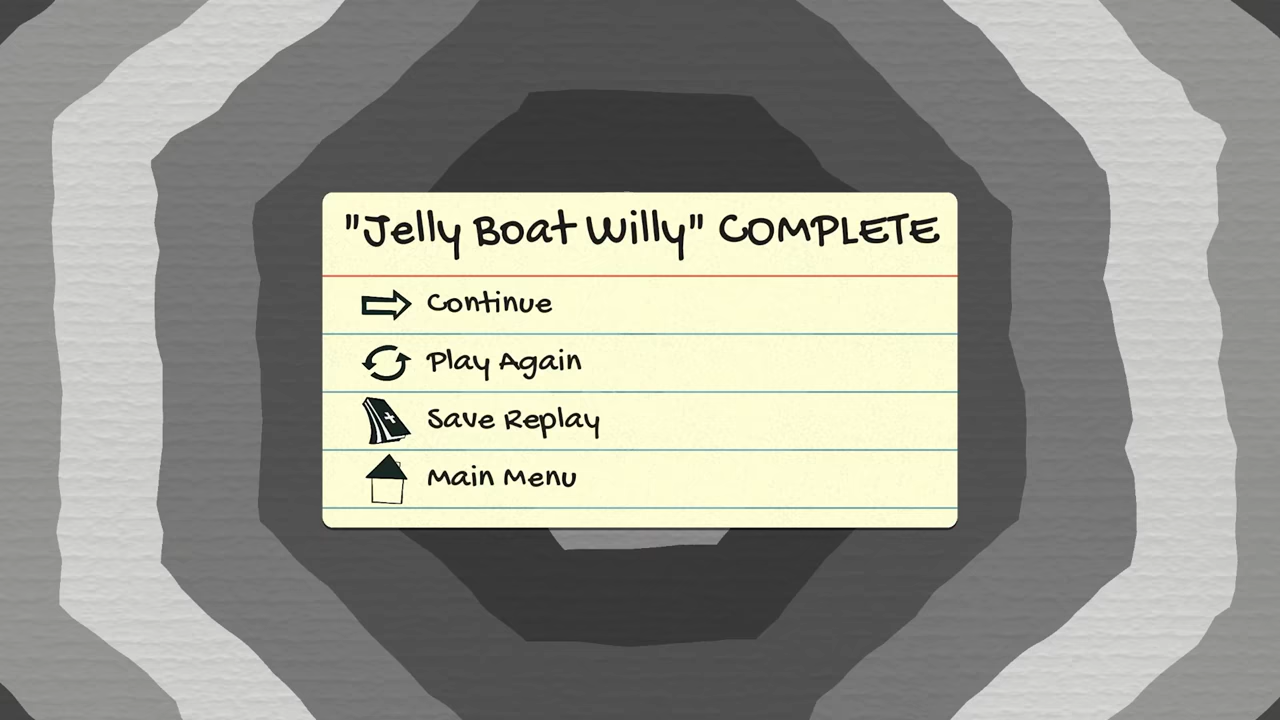 "Jelly Boat Willy" COMPLETE
Continue
Play Again
Save Replay
Main Menu